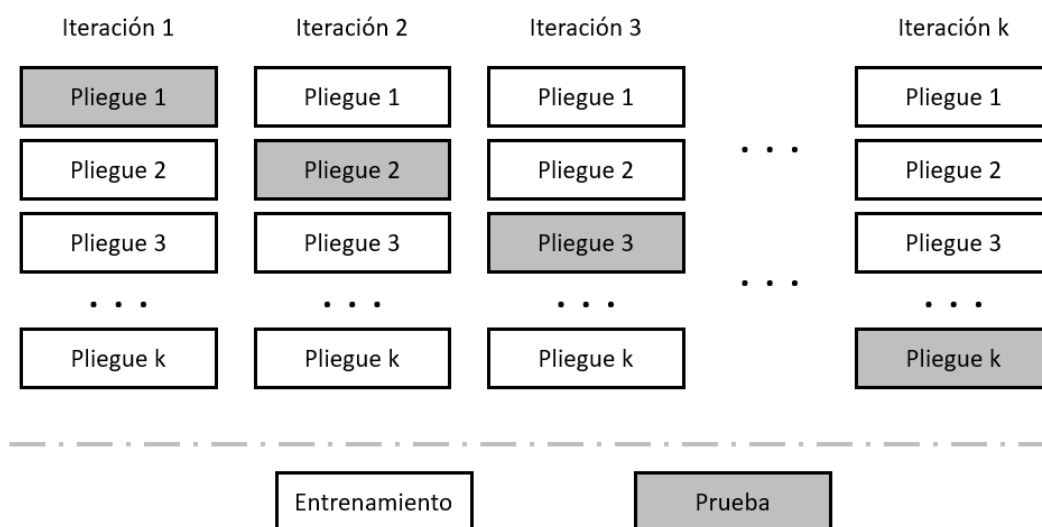 Iteración 1 Iteración 2 Iteración 3 Iteración k
Pliegue 1 Pliegue 1 Pliegue 1 Pliegue 1
Pliegue 2 Pliegue 2 Pliegue 2 . . . Pliegue 2
Pliegue 3 Pliegue 3 Pliegue 3 Pliegue 3
. . . . . . . . . . . . . . .
Pliegue k Pliegue k Pliegue k Pliegue k
Entrenamiento Prueba